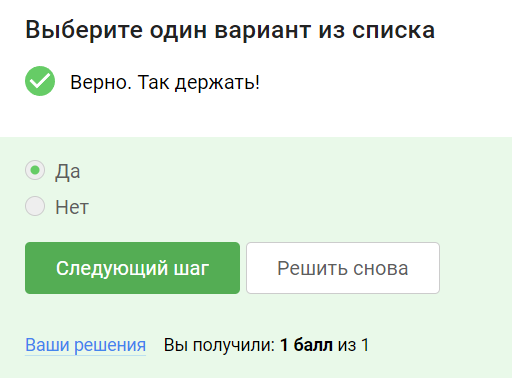 Выберите один вариант из списка
Верно. Так держать!
Да
Нет
Следующий шаг
Решить снова
Ваши решения Вы получили: 1 балл из 1